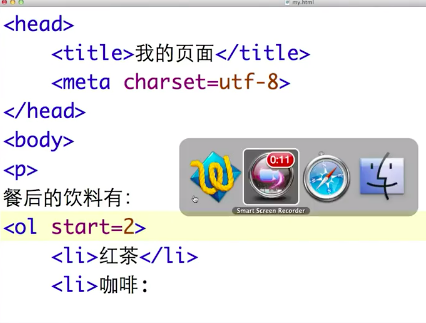 my.html
<head>
<title>我的页面</title>
<meta charset=utf-8>
</head>
<body>
<p>
餐后的饮料有:
<ol start=2>
<li>红茶</li>
<li>咖啡:
0:11
Smart Screen Recorder